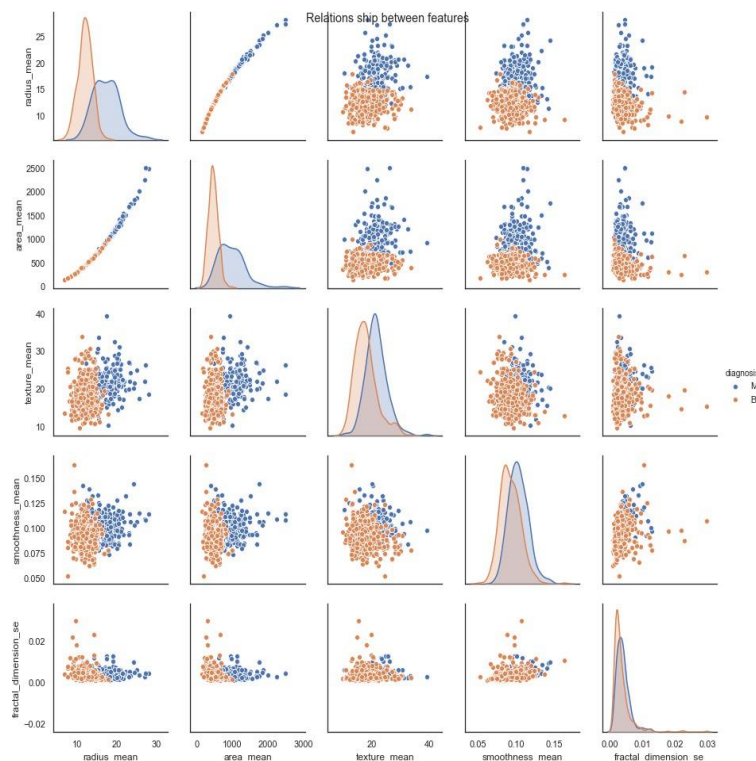 Relations ship between features
radius_mean
25
20
15
10
area_mean
2500
2000
1500
1000
500
0
texture_mean
40
30
20
10
diagnosis
M
B
smoothness_mean
0.150
0.125
0.100
0.075
0.050
fractal_dimension_se
0.02
0.00
−0.02
10 20 30
radius_mean
0 1000 2000 3000
area_mean
20 40
texture_mean
0.05 0.10 0.15
smoothness_mean
0.00 0.01 0.02 0.03
fractal_dimension_se